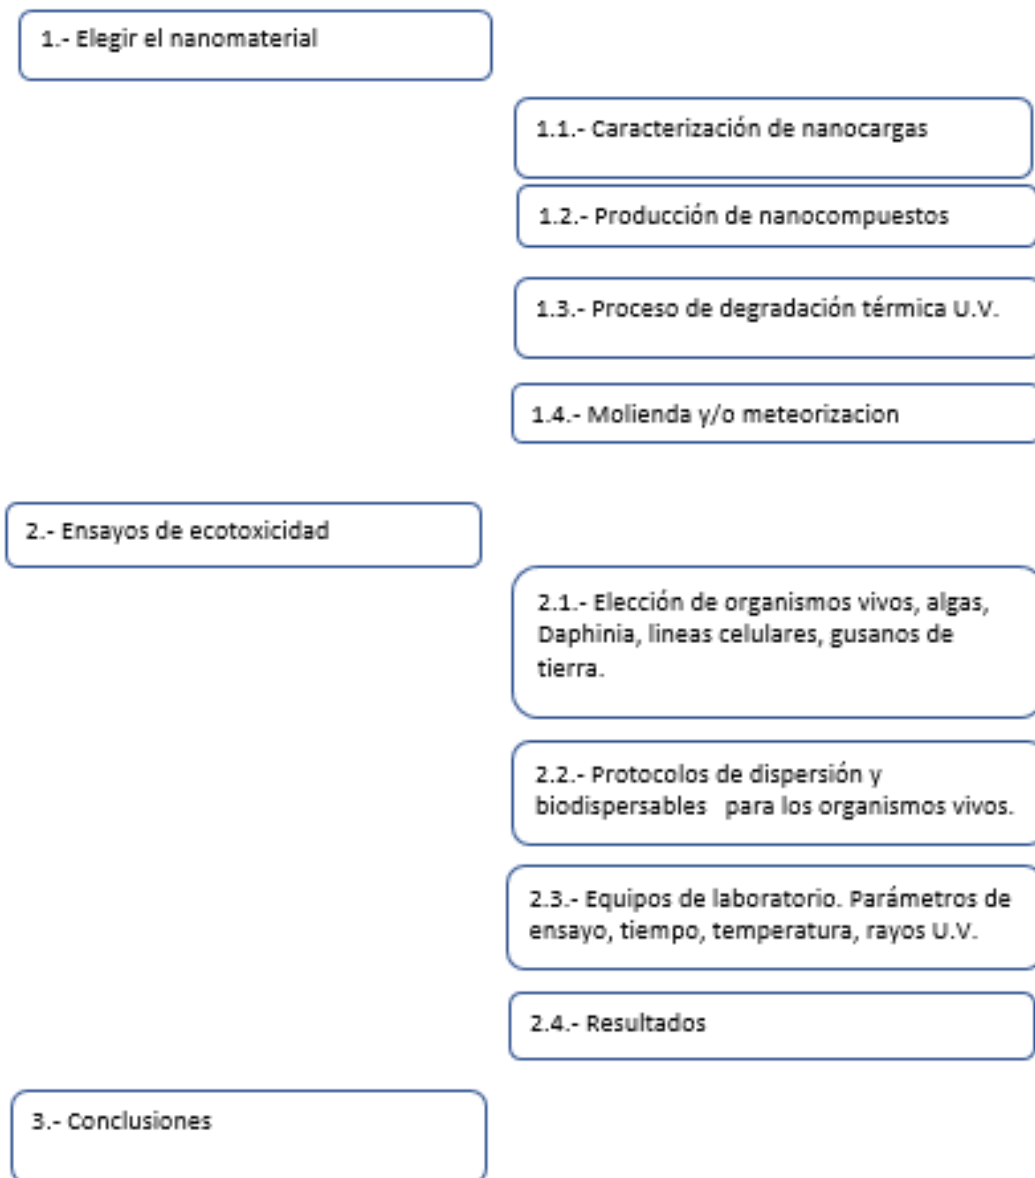 1.- Elegir el nanomaterial
1.1.- Caracterización de nanocargas
1.2.- Producción de nanocompuestos
1.3.- Proceso de degradación térmica U.V.
1.4.- Molienda y/o meteorizacion
2.- Ensayos de ecotoxicidad
2.1.- Elección de organismos vivos, algas,
Daphinia, lineas celulares, gusanos de
tierra.
2.2.- Protocolos de dispersión y
biodispersables para los organismos vivos.
2.3.- Equipos de laboratorio. Parámetros de
ensayo, tiempo, temperatura, rayos U.V.
2.4.- Resultados
3.- Conclusiones